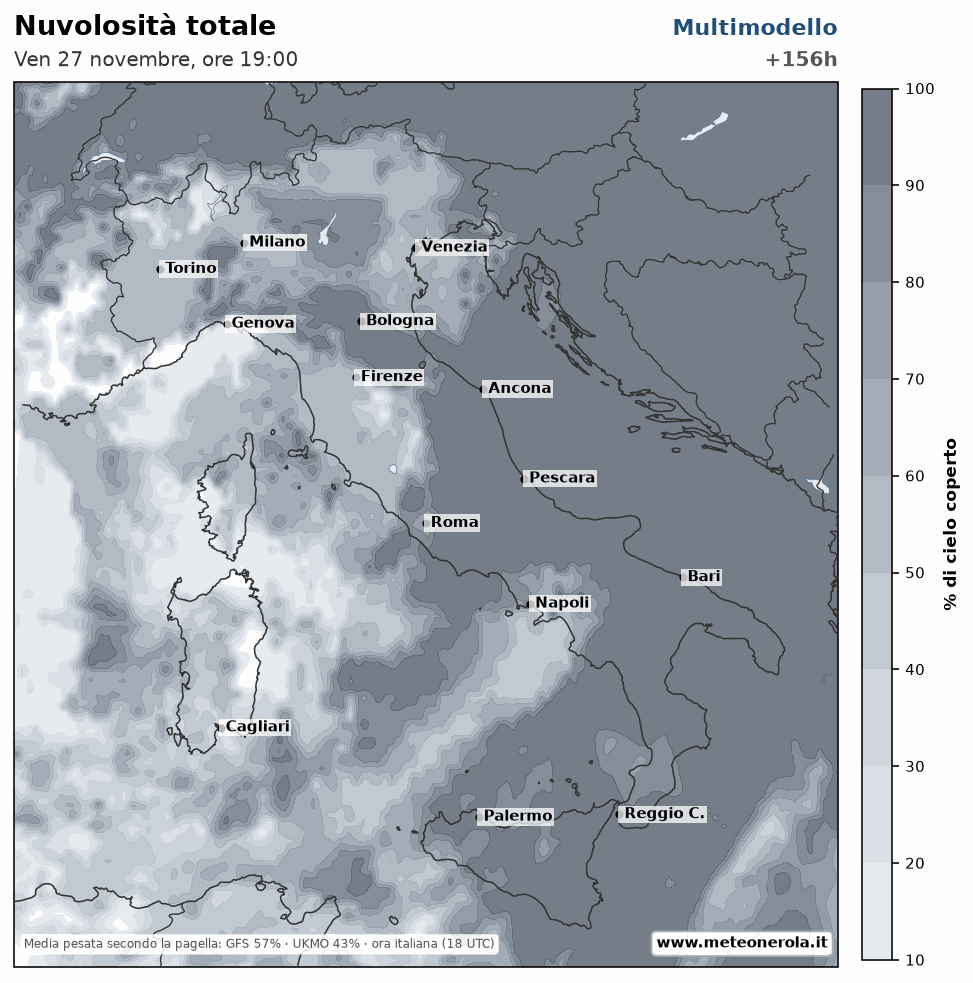 Nuvolosità totale
Multimodello
Ven 27 novembre, ore 19:00
+156h
100
90
80
70
60
50
40
30
20
10
% di cielo coperto
Milano
Venezia
Torino
Genova
Bologna
Firenze
Ancona
Pescara
Roma
Bari
Napoli
Cagliari
Palermo
Reggio C.
Media pesata secondo la pagella: GFS 57% · UKMO 43% · ora italiana (18 UTC)
www.meteonerola.it